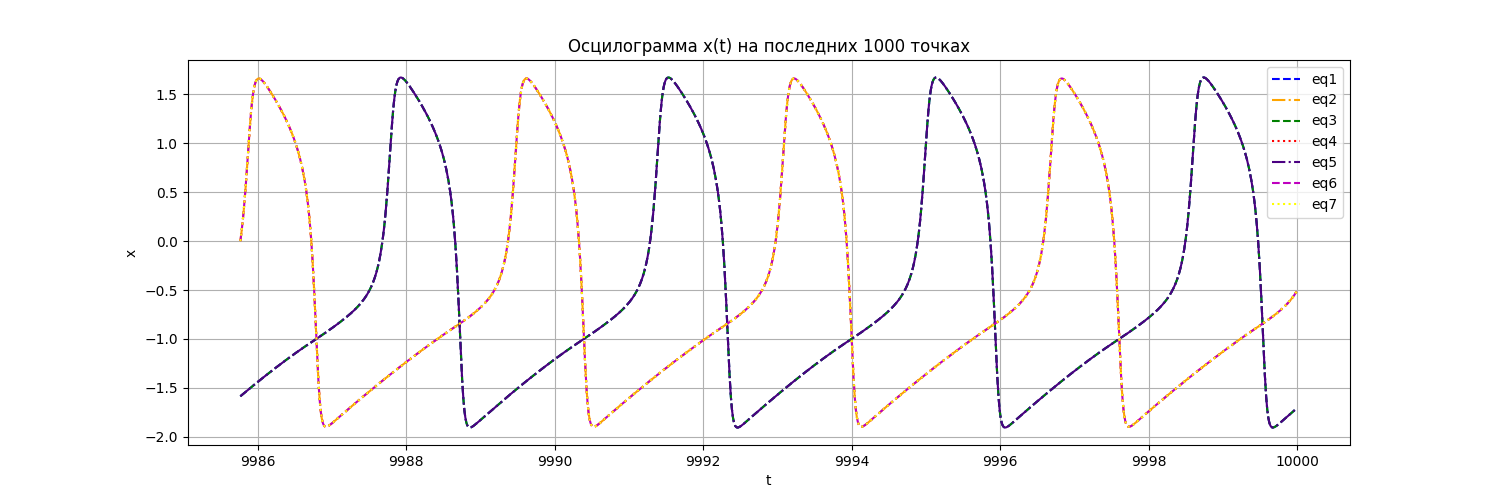 Осцилограмма x(t) на последних 1000 точках
x
1.5
1.0
0.5
0.0
−0.5
−1.0
−1.5
−2.0
eq1
eq2
eq3
eq4
eq5
eq6
eq7
9986 9988 9990 9992 9994 9996 9998 10000
t